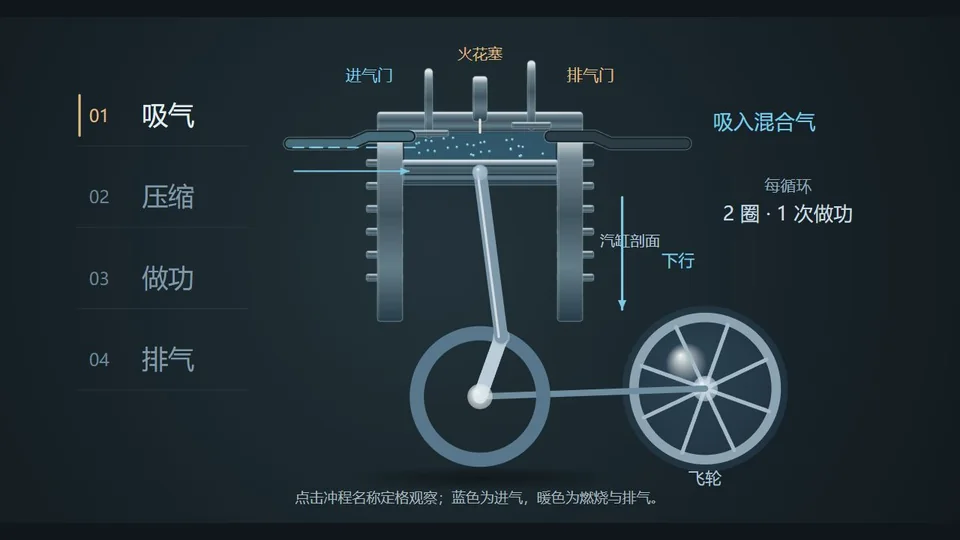 火花塞
进气门
排气门
01 吸气
吸入混合气
02 压缩
每循环
2 圈 · 1 次做功
汽缸剖面
下行
03 做功
04 排气
飞轮
点击冲程名称定格观察；蓝色为进气，暖色为燃烧与排气。